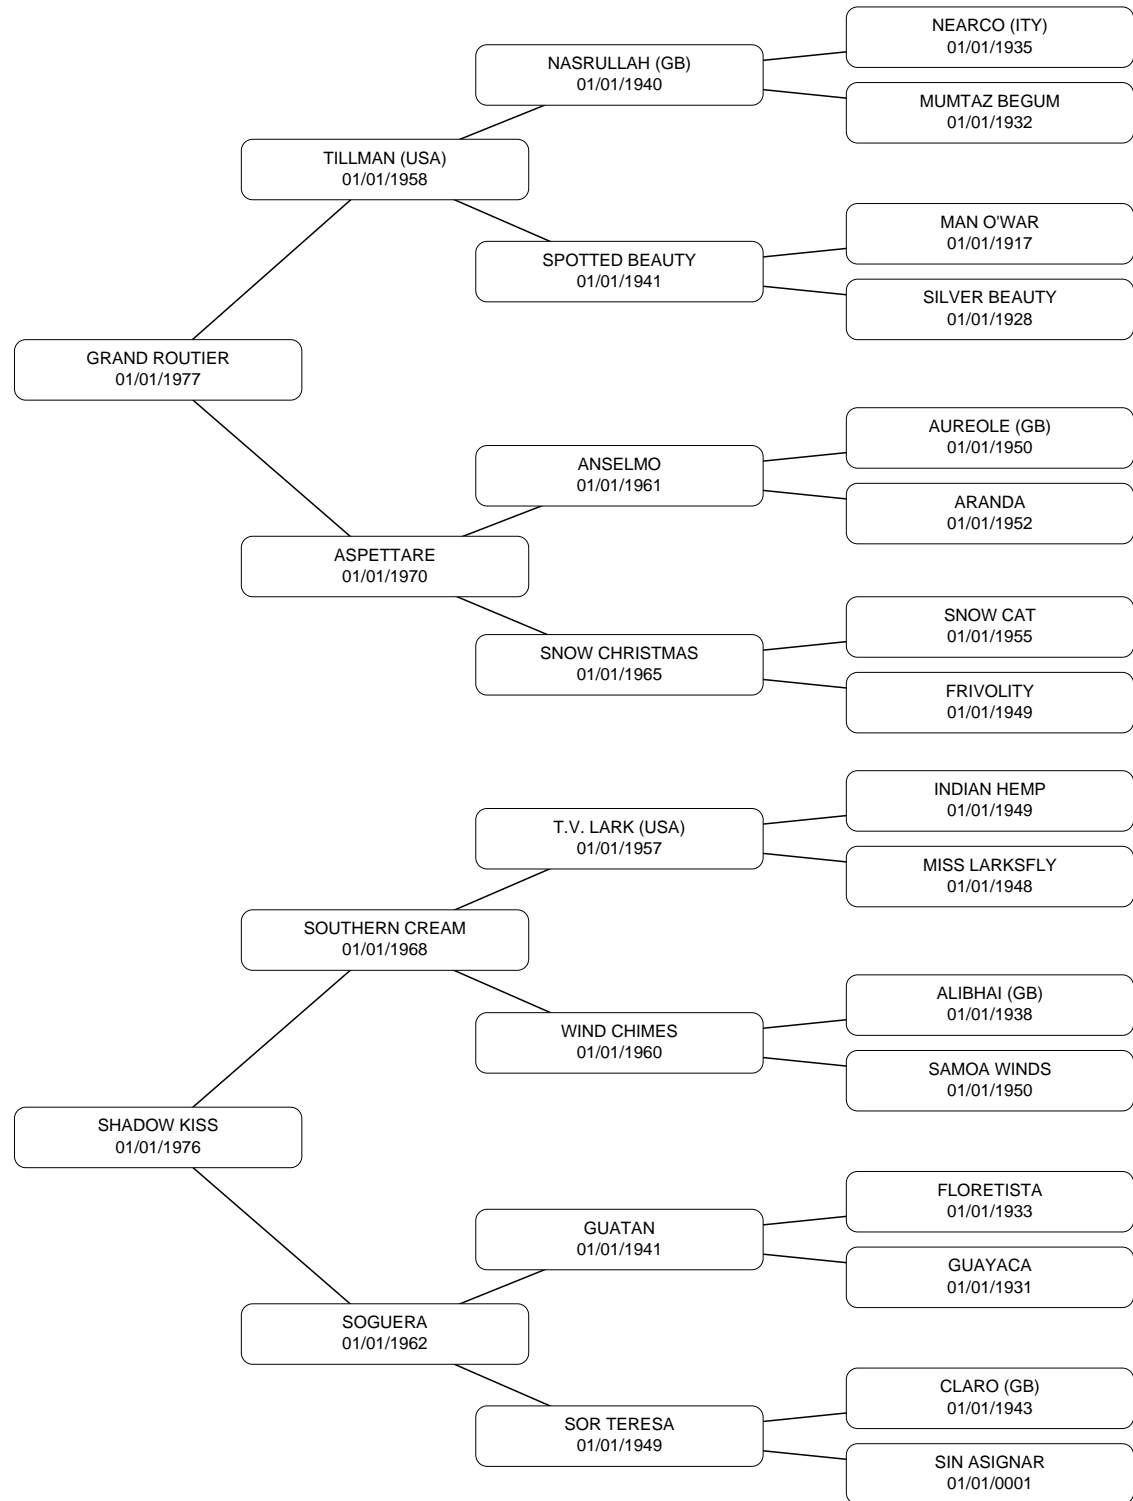 NEARCO (ITY)
01/01/1935
NASRULLAH (GB)
01/01/1940
MUMTAZ BEGUM
01/01/1932
TILLMAN (USA)
01/01/1958
MAN O'WAR
01/01/1917
SPOTTED BEAUTY
01/01/1941
SILVER BEAUTY
01/01/1928
GRAND ROUTIER
01/01/1977
AUREOLE (GB)
01/01/1950
ANSELMO
01/01/1961
ARANDA
01/01/1952
ASPETTARE
01/01/1970
SNOW CAT
01/01/1955
SNOW CHRISTMAS
01/01/1965
FRIVOLITY
01/01/1949
INDIAN HEMP
01/01/1949
T.V. LARK (USA)
01/01/1957
MISS LARKSFLY
01/01/1948
SOUTHERN CREAM
01/01/1968
ALIBHAI (GB)
01/01/1938
WIND CHIMES
01/01/1960
SAMOA WINDS
01/01/1950
SHADOW KISS
01/01/1976
FLORETISTA
01/01/1933
GUATAN
01/01/1941
GUAYACA
01/01/1931
SOGUERA
01/01/1962
CLARO (GB)
01/01/1943
SOR TERESA
01/01/1949
SIN ASIGNAR
01/01/0001